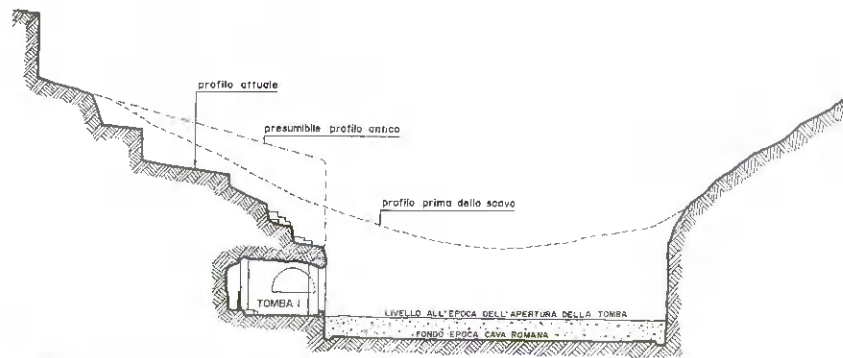 profilo attuale
presumibile profilo antico
profilo prima dello scavo
TOMBA I
LIVELLO ALL'EPOCA DELL'APERTURA DELLA TOMBA
FONDO EPOCA CAVA ROMANA